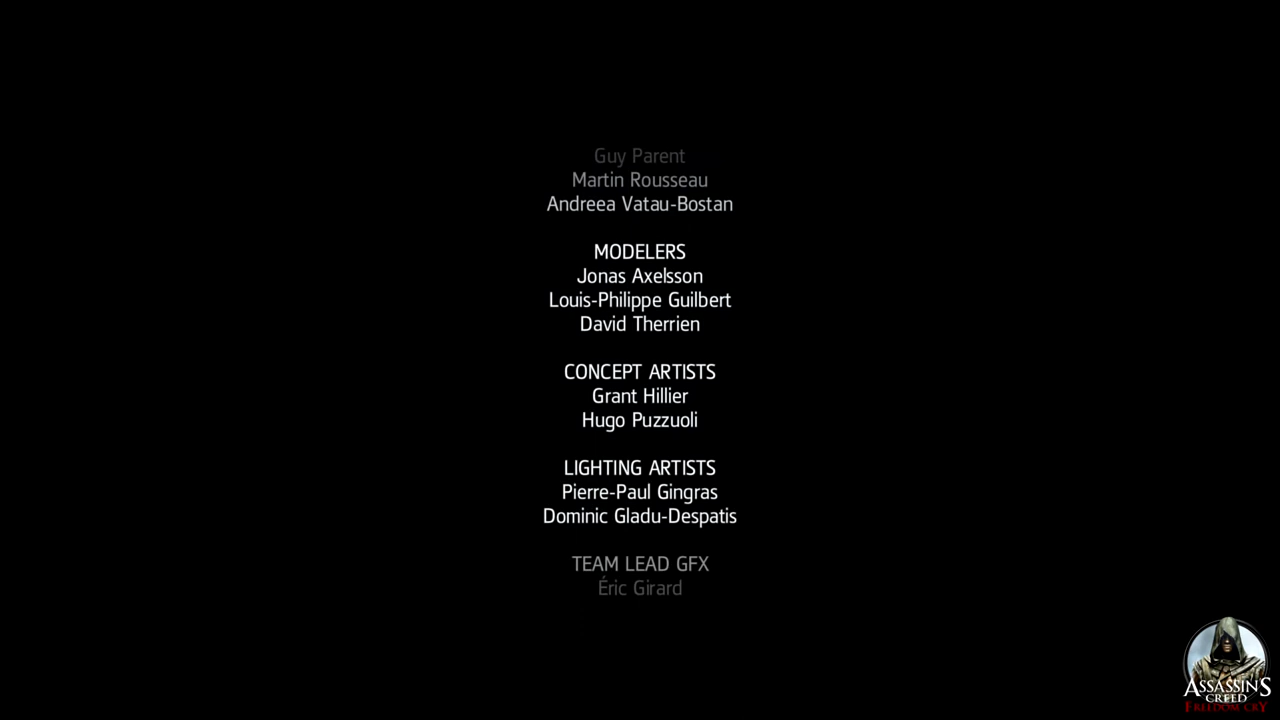 Guy Parent
Martin Rousseau
Andreea Vatau-Bostan
MODELERS
Jonas Axelsson
Louis-Philippe Guilbert
David Therrien
CONCEPT ARTISTS
Grant Hillier
Hugo Puzzuoli
LIGHTING ARTISTS
Pierre-Paul Gingras
Dominic Gladu-Despatis
TEAM LEAD GFX
Éric Girard
ASSASSIN'S
CREED
FREEDOM CRY